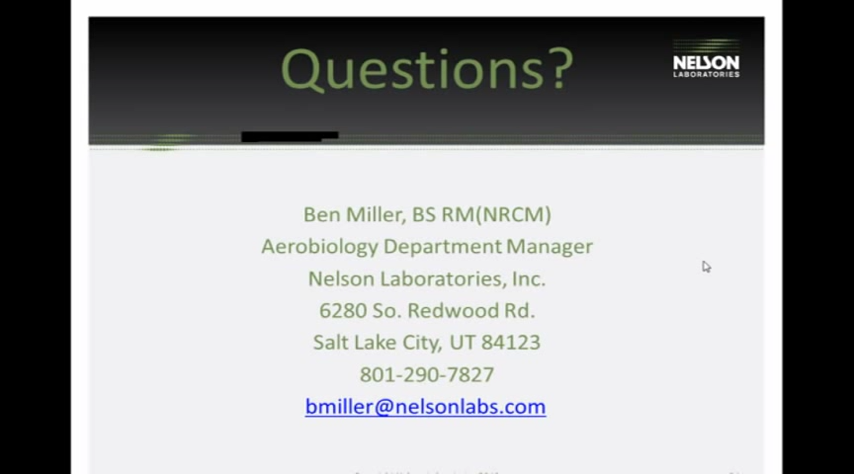 Questions?
NELSON
LABORATORIES
Ben Miller, BS RM(NRCM)
Aerobiology Department Manager
Nelson Laboratories, Inc.
6280 So. Redwood Rd.
Salt Lake City, UT 84123
801-290-7827
bmiller@nelsonlabs.com